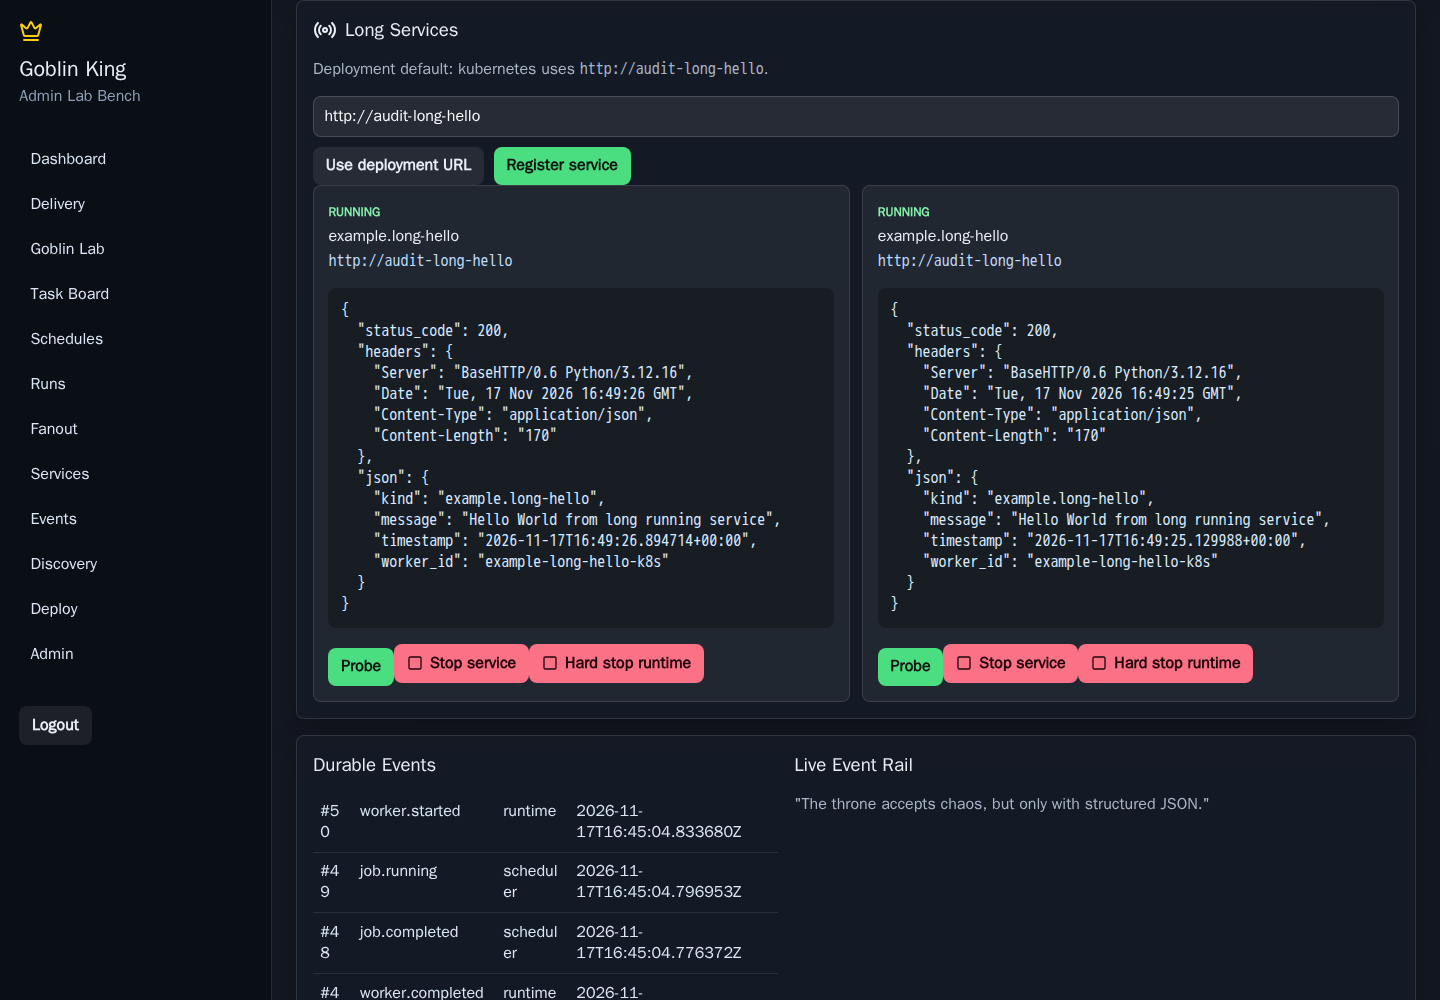 Goblin King
Admin Lab Bench
Dashboard
Delivery
Goblin Lab
Task Board
Schedules
Runs
Fanout
Services
Events
Discovery
Deploy
Admin
Logout
Long Services
Deployment default: kubernetes uses http://audit-long-hello.
http://audit-long-hello
Use deployment URL
Register service
RUNNING
example.long-hello
http://audit-long-hello
{
  "status_code": 200,
  "headers": {
    "Server": "BaseHTTP/0.6 Python/3.12.16",
    "Date": "Tue, 17 Nov 2026 16:49:26 GMT",
    "Content-Type": "application/json",
    "Content-Length": "170"
  },
  "json": {
    "kind": "example.long-hello",
    "message": "Hello World from long running service",
    "timestamp": "2026-11-17T16:49:26.894714+00:00",
    "worker_id": "example-long-hello-k8s"
  }
}
Probe
Stop service
Hard stop runtime
RUNNING
example.long-hello
http://audit-long-hello
{
  "status_code": 200,
  "headers": {
    "Server": "BaseHTTP/0.6 Python/3.12.16",
    "Date": "Tue, 17 Nov 2026 16:49:25 GMT",
    "Content-Type": "application/json",
    "Content-Length": "170"
  },
  "json": {
    "kind": "example.long-hello",
    "message": "Hello World from long running service",
    "timestamp": "2026-11-17T16:49:25.129988+00:00",
    "worker_id": "example-long-hello-k8s"
  }
}
Probe
Stop service
Hard stop runtime
Durable Events
#5
0
worker.started
runtime
2026-11-
17T16:45:04.833680Z
#4
9
job.running
schedul
er
2026-11-
17T16:45:04.796953Z
#4
8
job.completed
schedul
er
2026-11-
17T16:45:04.776372Z
#4
worker.completed
runtime
2026-11-
Live Event Rail
"The throne accepts chaos, but only with structured JSON."